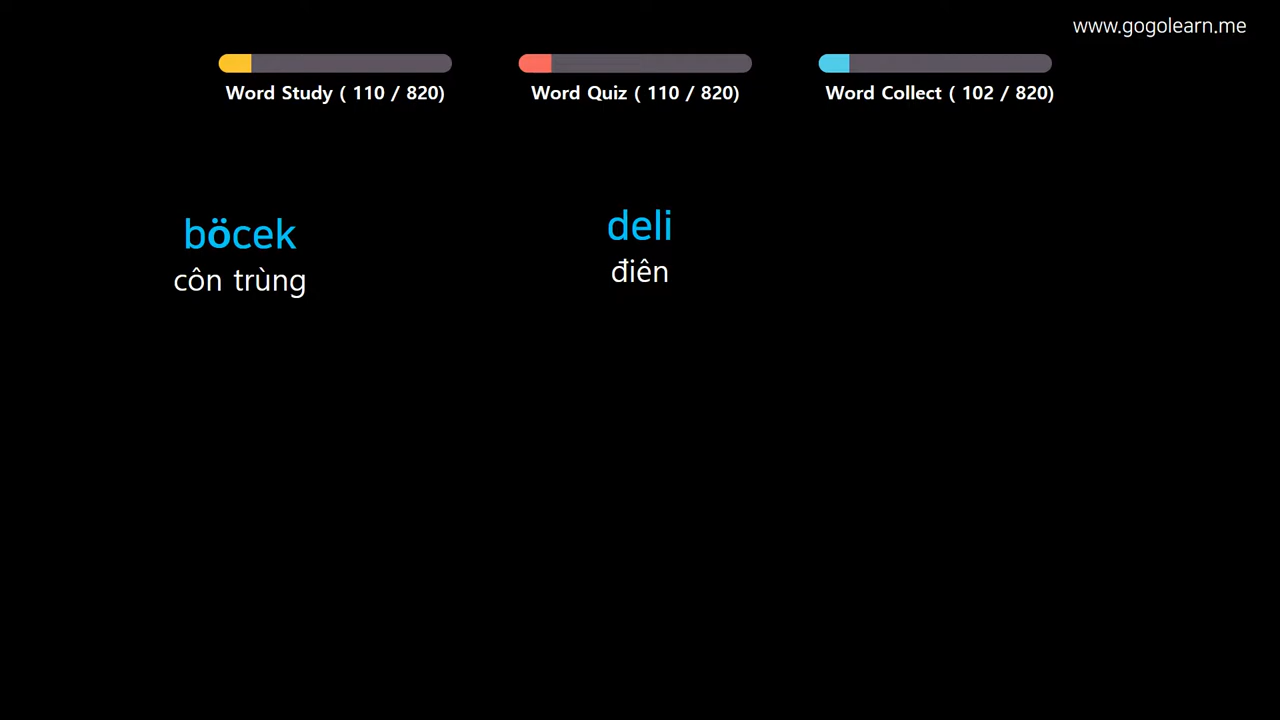 www.gogolearn.me
Word Study ( 110 / 820)
Word Quiz ( 110 / 820)
Word Collect ( 102 / 820)
böcek
côn trùng
deli
điên